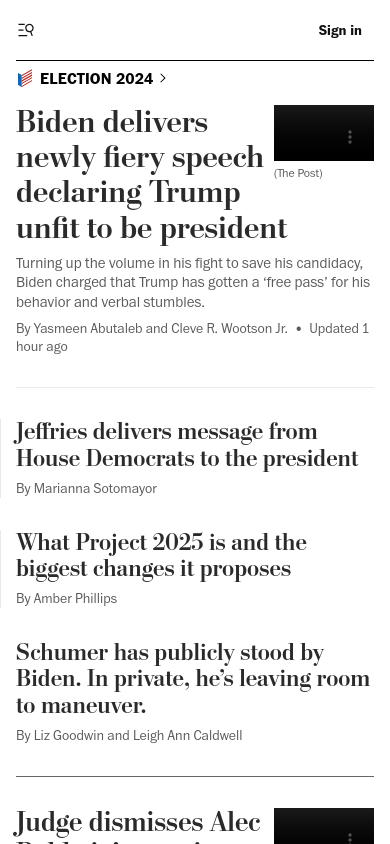 Sign in
ELECTION 2024
Biden delivers
newly fiery speech
declaring Trump
unfit to be president
(The Post)
Turning up the volume in his fight to save his candidacy,
Biden charged that Trump has gotten a ‘free pass’ for his
behavior and verbal stumbles.
By Yasmeen Abutaleb and Cleve R. Wootson Jr. • Updated 1
hour ago
Jeffries delivers message from
House Democrats to the president
By Marianna Sotomayor
What Project 2025 is and the
biggest changes it proposes
By Amber Phillips
Schumer has publicly stood by
Biden. In private, he’s leaving room
to maneuver.
By Liz Goodwin and Leigh Ann Caldwell
Judge dismisses Alec